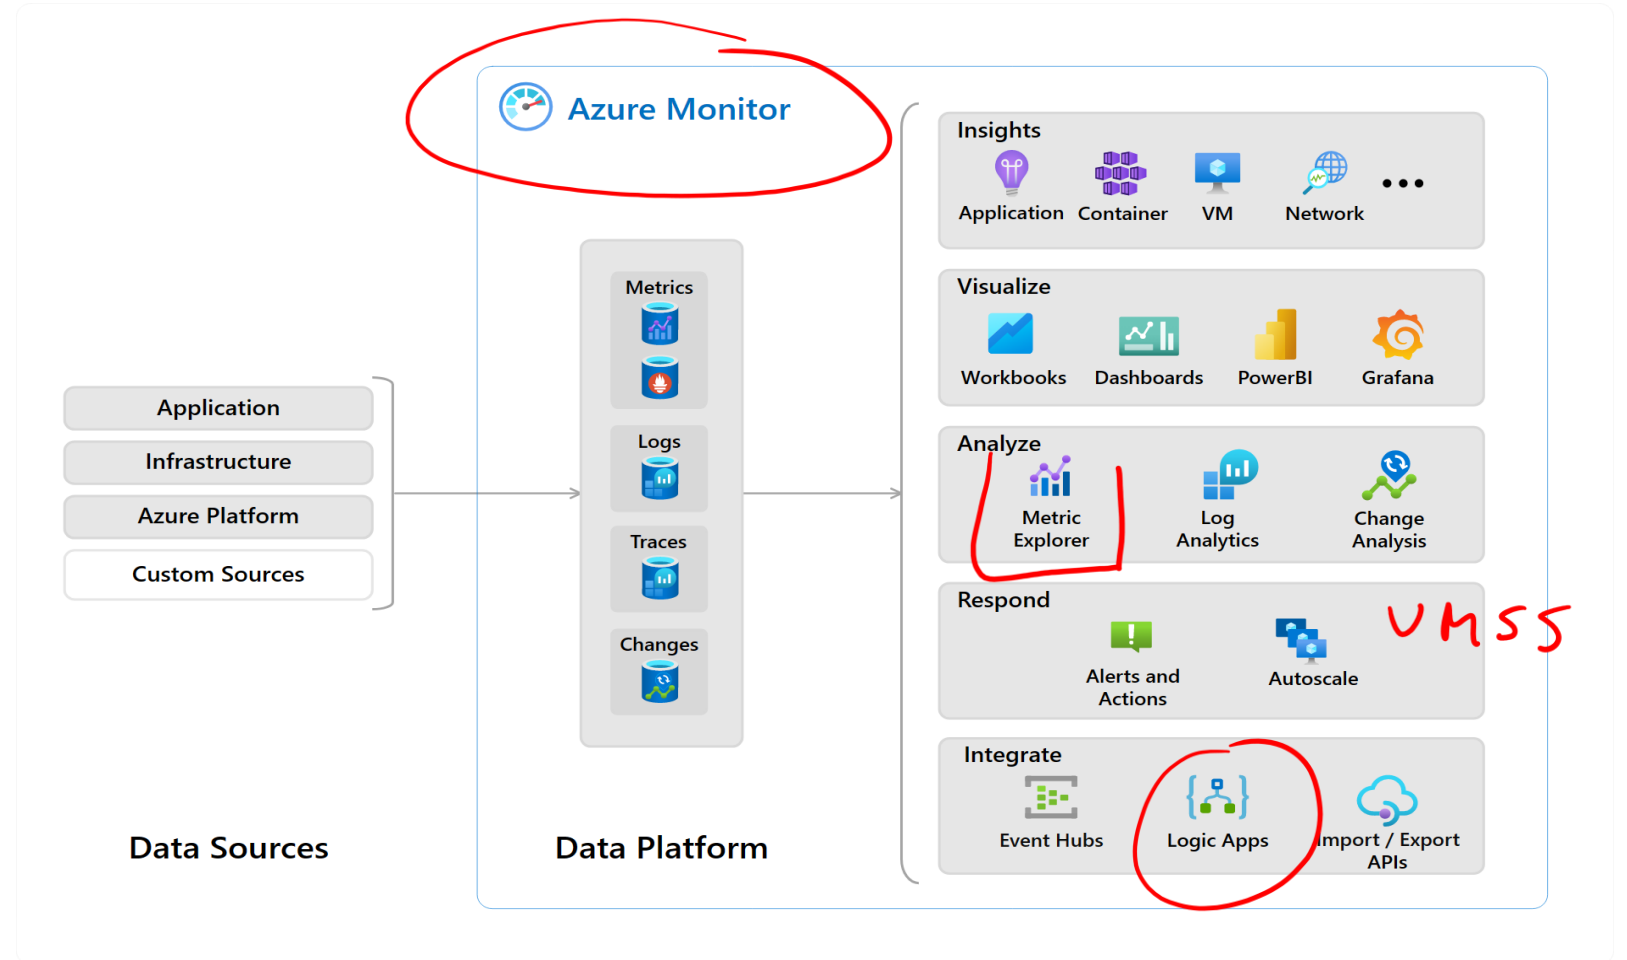 Azure Monitor
Application
Infrastructure
Azure Platform
Custom Sources
Data Sources
Metrics
Logs
Traces
Changes
Data Platform
Insights
Application
Container
VM
Network
...
Visualize
Workbooks
Dashboards
PowerBI
Grafana
Analyze
Metric
Explorer
Log
Analytics
Change
Analysis
Respond
Alerts and
Actions
Autoscale
VMSS
Integrate
Event Hubs
Logic Apps
Import / Export
APIs